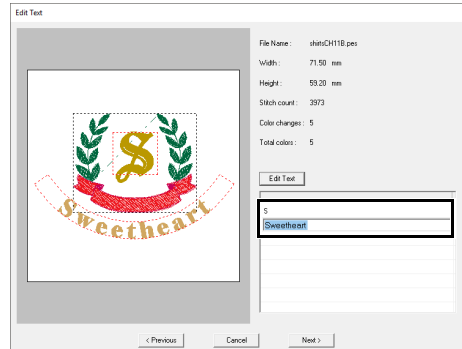 Edit Text
File Name : shirtsCH11B.pes
Width : 71.50 mm
Height : 59.20 mm
Stitch count : 3973
Color changes : 5
Total colors : 5
Edit Text
S
Sweetheart
S
Sweetheart
< Previous
Cancel
Next >